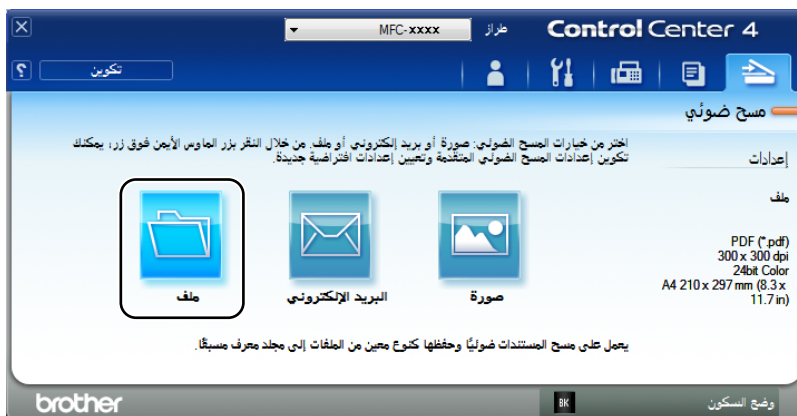 Control Center 4
طراز
MFC-xxxx
تكوين
?
مسح ضوئي
إعدادات
ملف
PDF (*.pdf)
300 x 300 dpi
24bit Color
A4 210 x 297 mm (8.3 x
11.7 in)
اختر من خيارات المسح الضوئي: صورة أو بريد إلكتروني أو ملف. من خلال النقر بزر الماوس الأيمن فوق زر، يمكنك
تكوين إعدادات المسح الضوئي المتقدمة وتعيين إعدادات افتراضية جديدة.
صورة
البريد الإلكتروني
ملف
يعمل على مسح المستندات ضوئيًا وحفظها كنوع معين من الملفات إلى مجلد معرف مسبقًا.
وضع السكون
BK
brother